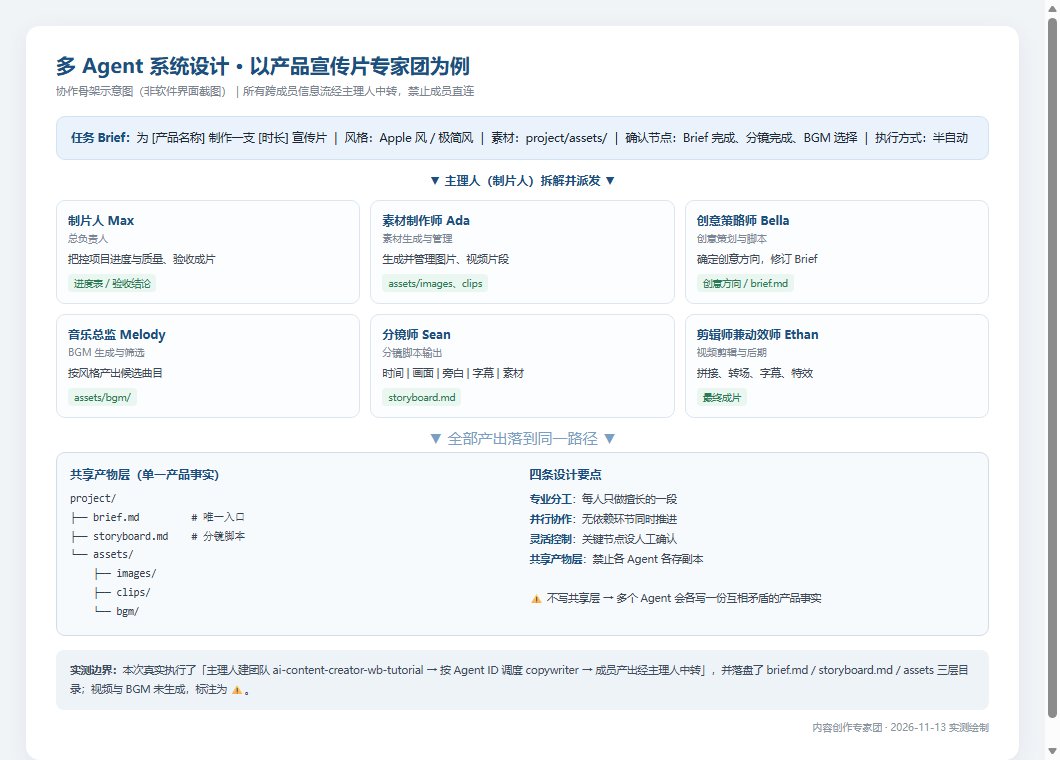 多 Agent 系统设计 · 以产品宣传片专家团为例
协作骨架示意图（非软件界面截图）｜所有跨成员信息流经主理人中转，禁止成员直连
任务 Brief：为 [产品名称] 制作一支 [时长] 宣传片 ｜ 风格：Apple 风 / 极简风 ｜ 素材：project/assets/ ｜ 确认节点：Brief 完成、分镜完成、BGM 选择 ｜ 执行方式：半自动
▼ 主理人（制片人）拆解并派发 ▼
制片人 Max
总负责人
把控项目进度与质量、验收成片
进度表 / 验收结论
素材制作师 Ada
素材生成与管理
生成并管理图片、视频片段
assets/images、clips
创意策略师 Bella
创意策划与脚本
确定创意方向，修订 Brief
创意方向 / brief.md
音乐总监 Melody
BGM 生成与筛选
按风格产出候选曲目
assets/bgm/
分镜师 Sean
分镜脚本输出
时间 | 画面 | 旁白 | 字幕 | 素材
storyboard.md
剪辑师兼动效师 Ethan
视频剪辑与后期
拼接、转场、字幕、特效
最终成片
▼ 全部产出落到同一路径 ▼
共享产物层（单一产品事实）
project/
├── brief.md # 唯一入口
├── storyboard.md # 分镜脚本
└── assets/
├── images/
├── clips/
└── bgm/
四条设计要点
专业分工：每人只做擅长的一段
并行协作：无依赖环节同时推进
灵活控制：关键节点设人工确认
共享产物层：禁止各 Agent 各存副本
⚠ 不写共享层 → 多个 Agent 会各写一份互相矛盾的产品事实
实测边界：本次真实执行了「主理人建团队 ai-content-creator-wb-tutorial → 按 Agent ID 调度 copywriter → 成员产出经主理人中转」，并落盘了 brief.md / storyboard.md / assets 三层目
录；视频与 BGM 未生成，标注为 ⚠。
内容创作专家团 · 2026-11-13 实测绘制